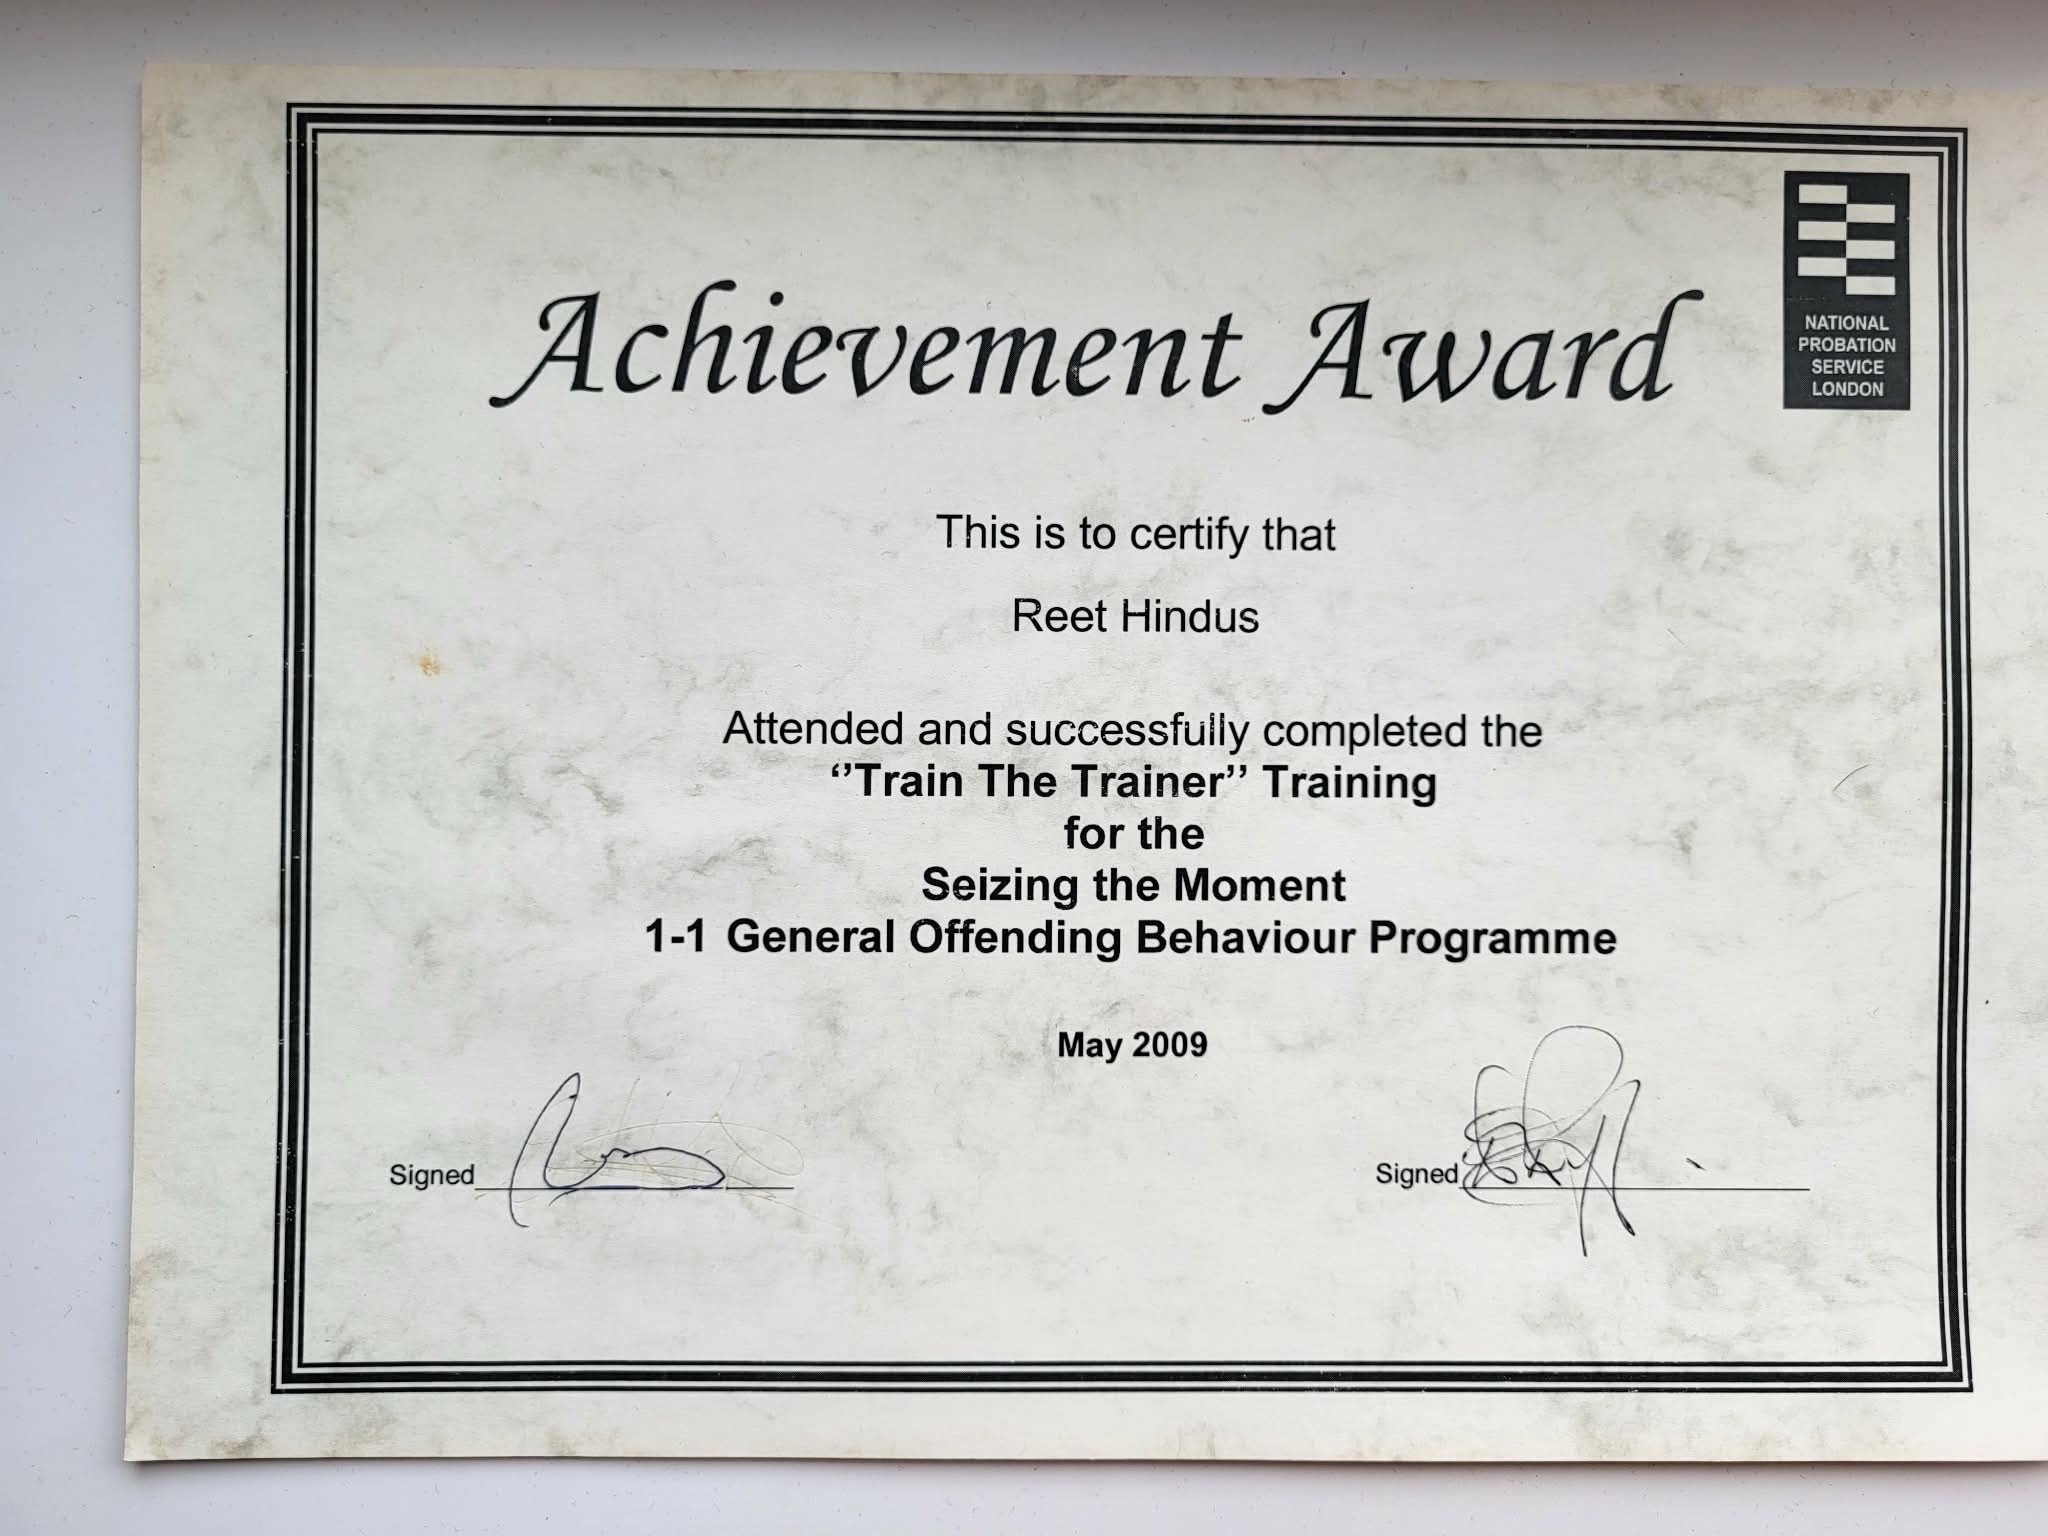 Achievement Award
NATIONAL
PROBATION
SERVICE
LONDON
This is to certify that
Reet Hindus
Attended and successfully completed the
‘’Train The Trainer’’ Training
for the
Seizing the Moment
1-1 General Offending Behaviour Programme
May 2009
Signed
Signed